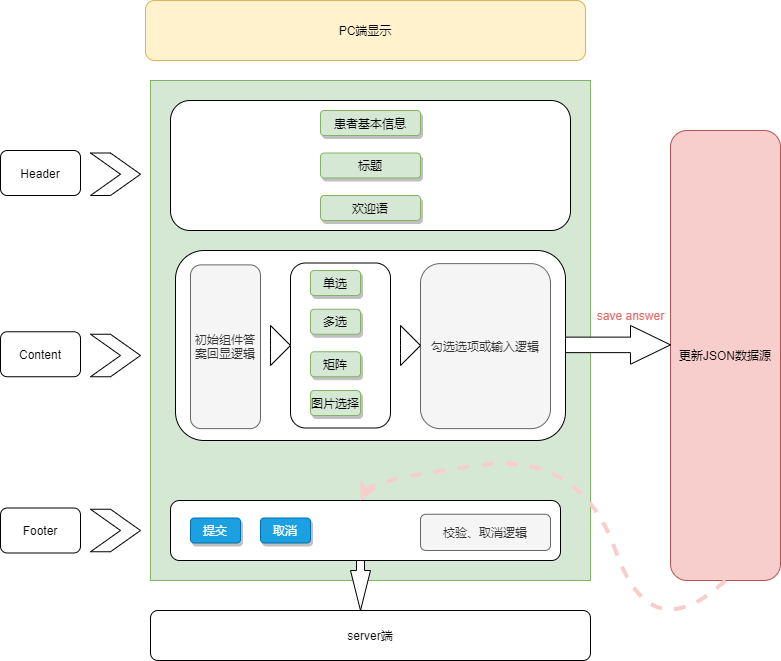 PC端显示
Header
患者基本信息
标题
欢迎语
Content
初始组件答
案回显逻辑
单选
多选
矩阵
图片选择
勾选选项或输入逻辑
save answer
更新JSON数据源
Footer
提交
取消
校验、取消逻辑
server端